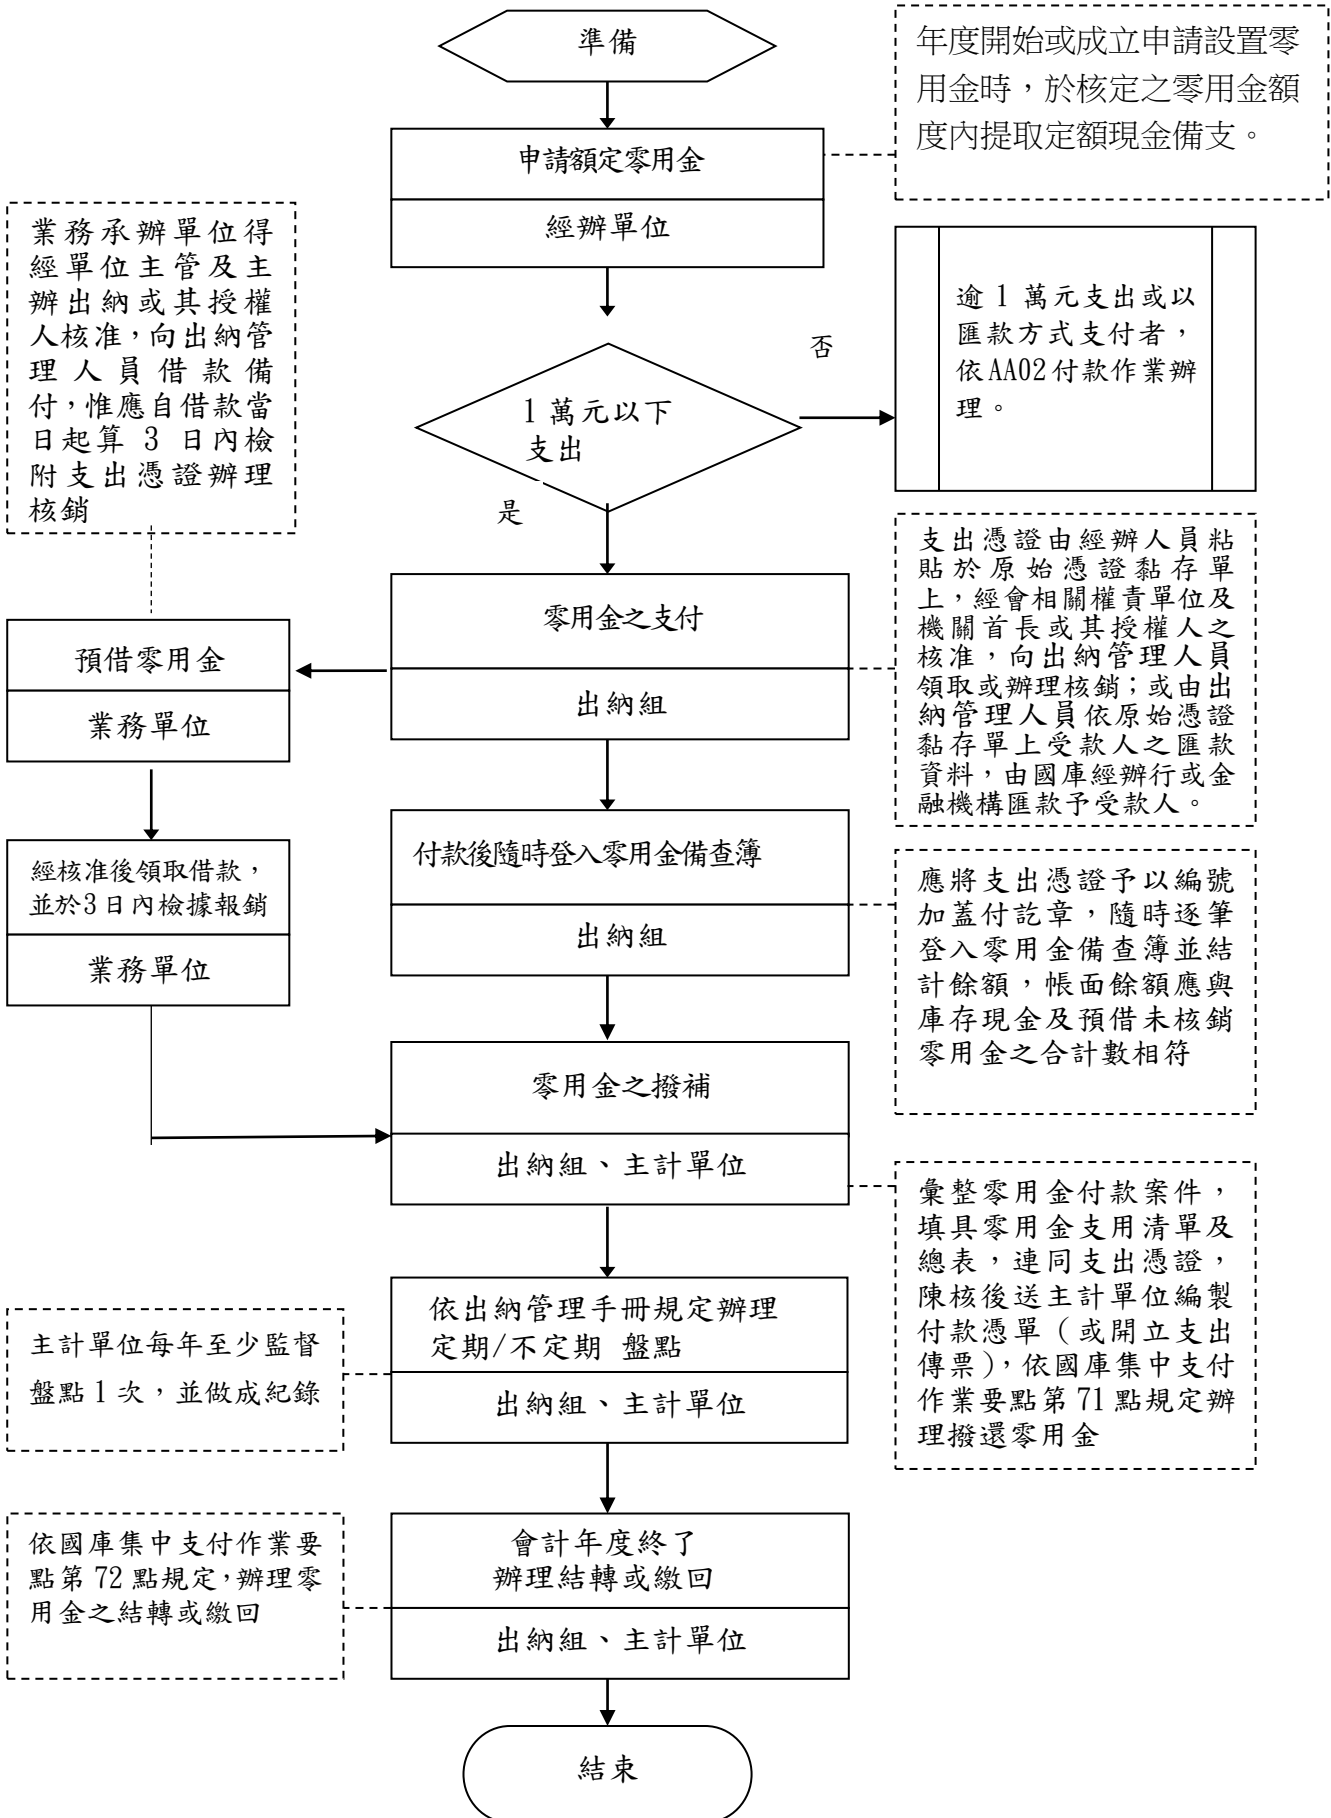 準備
年度開始或成立申請設置零
用金時，於核定之零用金額
度內提取定額現金備支。
申請額定零用金
經辦單位
業務承辦單位得
經單位主管及主
辦出納或其授權
人核准，向出納管
理人員借款備
付，惟應自借款當
日起算 3 日內檢
附支出憑證辦理
核銷
逾 1 萬元支出或以
匯款方式支付者，
依AA02付款作業辦
理。
否
1 萬元以下
支出
是
支出憑證由經辦人員粘
貼於原始憑證黏存單
上，經會相關權責單位及
機關首長或其授權人之
核准，向出納管理人員
領取或辦理核銷；或由出
納管理人員依原始憑證
黏存單上受款人之匯款
資料，由國庫經辦行或金
融機構匯款予受款人。
零用金之支付
出納組
預借零用金
業務單位
付款後隨時登入零用金備查簿
出納組
經核准後領取借款，
並於3日內檢據報銷
業務單位
應將支出憑證予以編號
加蓋付訖章，隨時逐筆
登入零用金備查簿並結
計餘額，帳面餘額應與
庫存現金及預借未核銷
零用金之合計數相符
零用金之撥補
出納組、主計單位
彙整零用金付款案件，
填具零用金支用清單及
總表，連同支出憑證，
陳核後送主計單位編製
付款憑單（或開立支出
傳票），依國庫集中支付
作業要點第 71 點規定辦
理撥還零用金
依出納管理手冊規定辦理
定期/不定期 盤點
出納組、主計單位
主計單位每年至少監督
盤點 1 次，並做成紀錄
會計年度終了
辦理結轉或繳回
出納組、主計單位
依國庫集中支付作業要
點第 72 點規定，辦理零
用金之結轉或繳回
結束